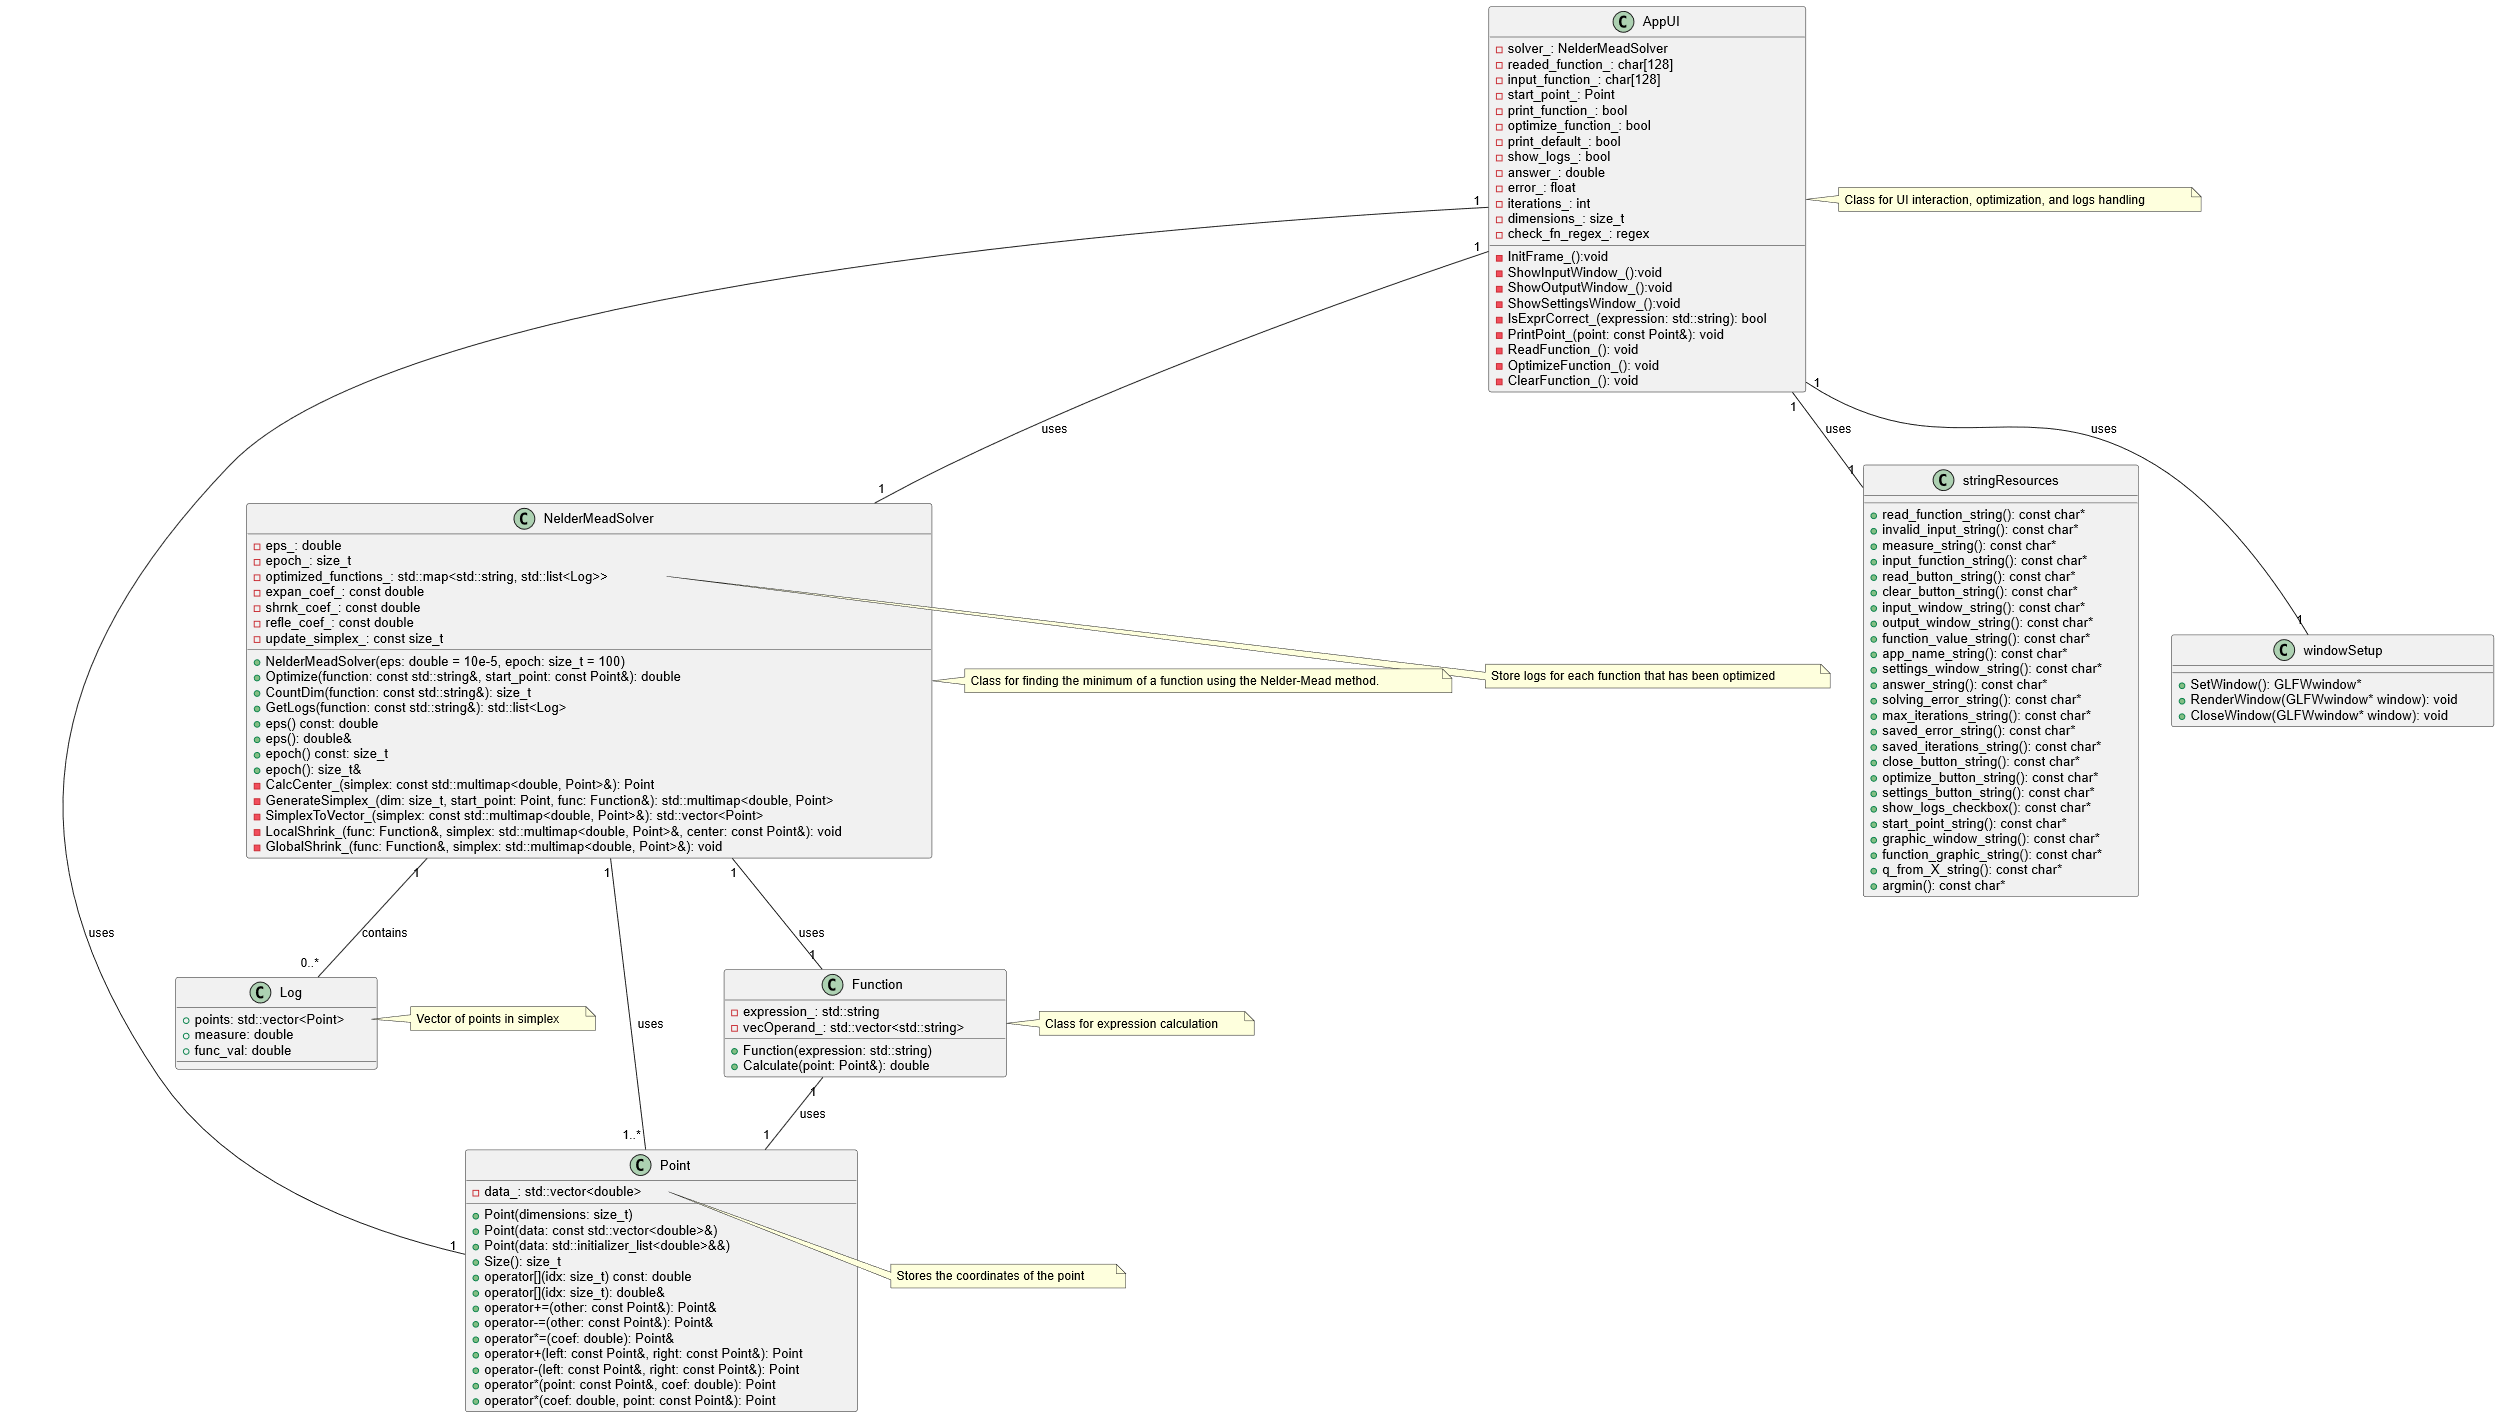 AppUI
solver_: NelderMeadSolver
readed_function_: char[128]
input_function_: char[128]
start_point_: Point
print_function_: bool
optimize_function_: bool
print_default_: bool
show_logs_: bool
answer_: double
error_: float
iterations_: int
dimensions_: size_t
check_fn_regex_: regex
InitFrame_():void
ShowInputWindow_():void
ShowOutputWindow_():void
ShowSettingsWindow_():void
IsExprCorrect_(expression: std::string): bool
PrintPoint_(point: const Point&): void
ReadFunction_(): void
OptimizeFunction_(): void
ClearFunction_(): void
Class for UI interaction, optimization, and logs handling
1
1
1
1
uses
uses
uses
1
1
1
NelderMeadSolver
eps_: double
epoch_: size_t
optimized_functions_: std::map<std::string, std::list<Log>>
expan_coef_: const double
shrnk_coef_: const double
refle_coef_: const double
update_simplex_: const size_t
NelderMeadSolver(eps: double = 10e-5, epoch: size_t = 100)
Optimize(function: const std::string&, start_point: const Point&): double
CountDim(function: const std::string&): size_t
GetLogs(function: const std::string&): std::list<Log>
eps() const: double
eps(): double&
epoch() const: size_t
epoch(): size_t&
CalcCenter_(simplex: const std::multimap<double, Point>&): Point
GenerateSimplex_(dim: size_t, start_point: Point, func: Function&): std::multimap<double, Point>
SimplexToVector_(simplex: const std::multimap<double, Point>&): std::vector<Point>
LocalShrink_(func: Function&, simplex: std::multimap<double, Point>&, center: const Point&): void
GlobalShrink_(func: Function&, simplex: std::multimap<double, Point>&): void
Class for finding the minimum of a function using the Nelder-Mead method.
Store logs for each function that has been optimized
stringResources
read_function_string(): const char*
invalid_input_string(): const char*
measure_string(): const char*
input_function_string(): const char*
read_button_string(): const char*
clear_button_string(): const char*
input_window_string(): const char*
output_window_string(): const char*
function_value_string(): const char*
app_name_string(): const char*
settings_window_string(): const char*
answer_string(): const char*
solving_error_string(): const char*
max_iterations_string(): const char*
saved_error_string(): const char*
saved_iterations_string(): const char*
close_button_string(): const char*
optimize_button_string(): const char*
settings_button_string(): const char*
show_logs_checkbox(): const char*
start_point_string(): const char*
graphic_window_string(): const char*
function_graphic_string(): const char*
q_from_X_string(): const char*
argmin(): const char*
windowSetup
SetWindow(): GLFWwindow*
RenderWindow(GLFWwindow* window): void
CloseWindow(GLFWwindow* window): void
1
1
1
uses
contains
uses
0..*
1
Log
points: std::vector<Point>
measure: double
func_val: double
Vector of points in simplex
uses
Function
expression_: std::string
vecOperand_: std::vector<std::string>
Function(expression: std::string)
Calculate(point: Point&): double
Class for expression calculation
1
uses
1..*
1
1
Point
data_: std::vector<double>
Point(dimensions: size_t)
Point(data: const std::vector<double>&)
Point(data: std::initializer_list<double>&&)
Size(): size_t
operator[](idx: size_t) const: double
operator[](idx: size_t): double&
operator+=(other: const Point&): Point&
operator-=(other: const Point&): Point&
operator*=(coef: double): Point&
operator+(left: const Point&, right: const Point&): Point
operator-(left: const Point&, right: const Point&): Point
operator*(point: const Point&, coef: double): Point
operator*(coef: double, point: const Point&): Point
Stores the coordinates of the point